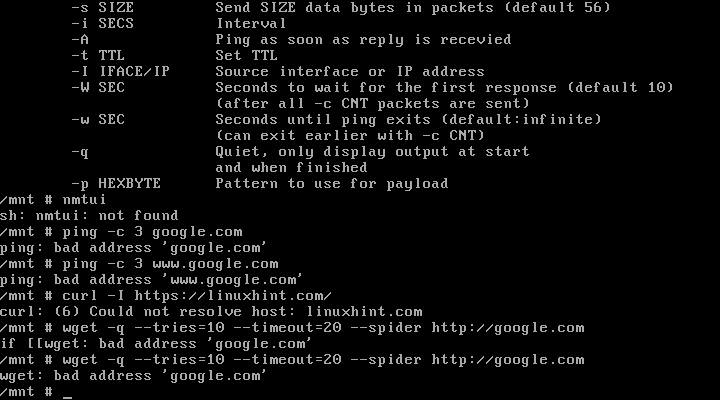 -s SIZE Send SIZE data bytes in packets (default 56)
-i SECS Interval
-A Ping as soon as reply is recevied
-t TTL Set TTL
-I IFACE/IP Source interface or IP address
-W SEC Seconds to wait for the first response (default 10)
(after all -c CNT packets are sent)
-w SEC Seconds until ping exits (default:infinite)
(can exit earlier with -c CNT)
-q Quiet, only display output at start
and when finished
-p HEXBYTE Pattern to use for payload
/mnt # nmtui
sh: nmtui: not found
/mnt # ping -c 3 google.com
ping: bad address 'google.com'
/mnt # ping -c 3 www.google.com
ping: bad address 'www.google.com'
/mnt # curl -I https://linuxhint.com/
curl: (6) Could not resolve host: linuxhint.com
/mnt # wget -q --tries=10 --timeout=20 --spider http://google.com
if [[wget: bad address 'google.com'
/mnt # wget -q --tries=10 --timeout=20 --spider http://google.com
wget: bad address 'google.com'
/mnt # _